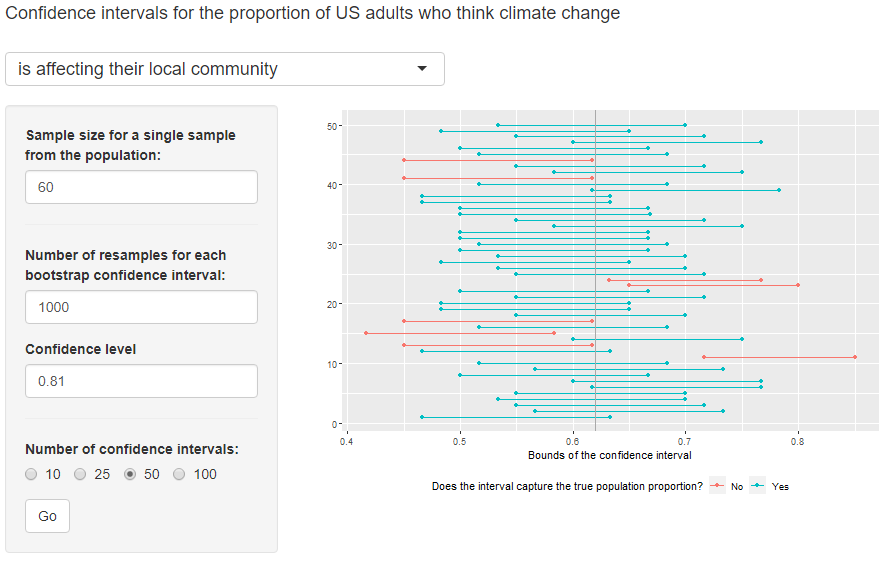 Confidence intervals for the proportion of US adults who think climate change
is affecting their local community
Sample size for a single sample
from the population:
60
Number of resamples for each
bootstrap confidence interval:
1000
Confidence level
0.81
Number of confidence intervals:
10 25 50 100
Go
50
40
30
20
10
0
0.4 0.5 0.6 0.7 0.8
Bounds of the confidence interval
Does the interval capture the true population proportion? No Yes